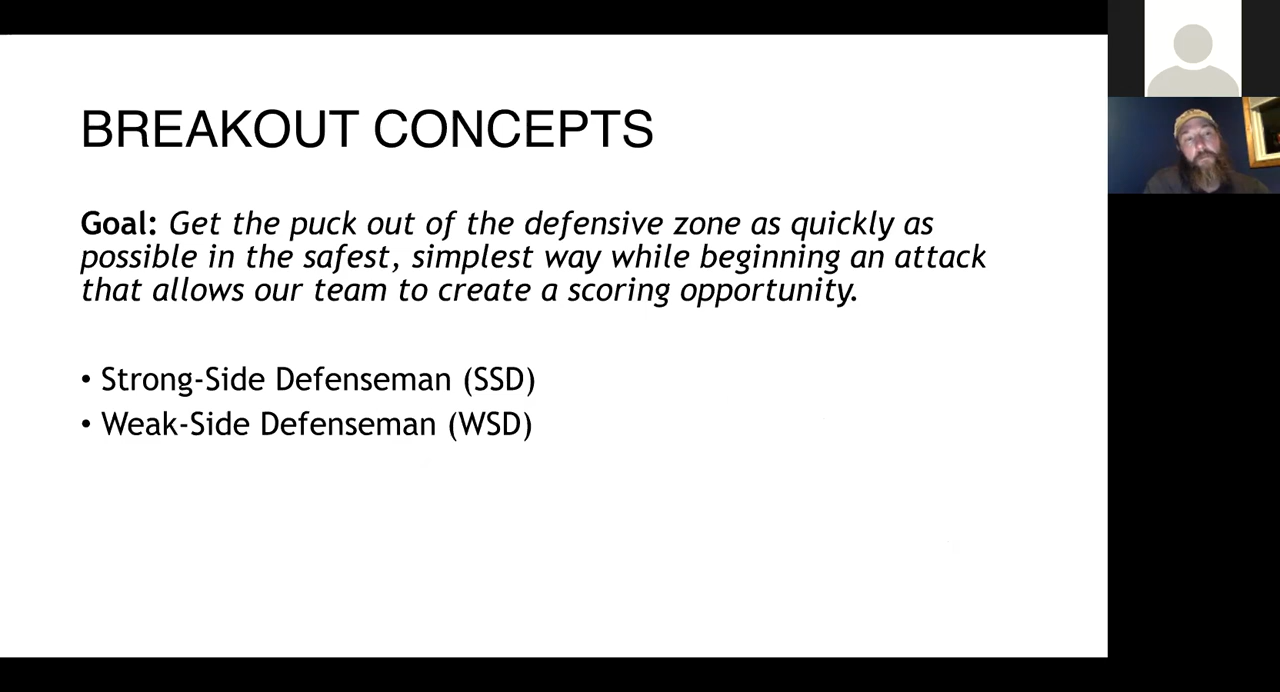 BREAKOUT CONCEPTS
Goal: Get the puck out of the defensive zone as quickly as
possible in the safest, simplest way while beginning an attack
that allows our team to create a scoring opportunity.
• Strong-Side Defenseman (SSD)
• Weak-Side Defenseman (WSD)